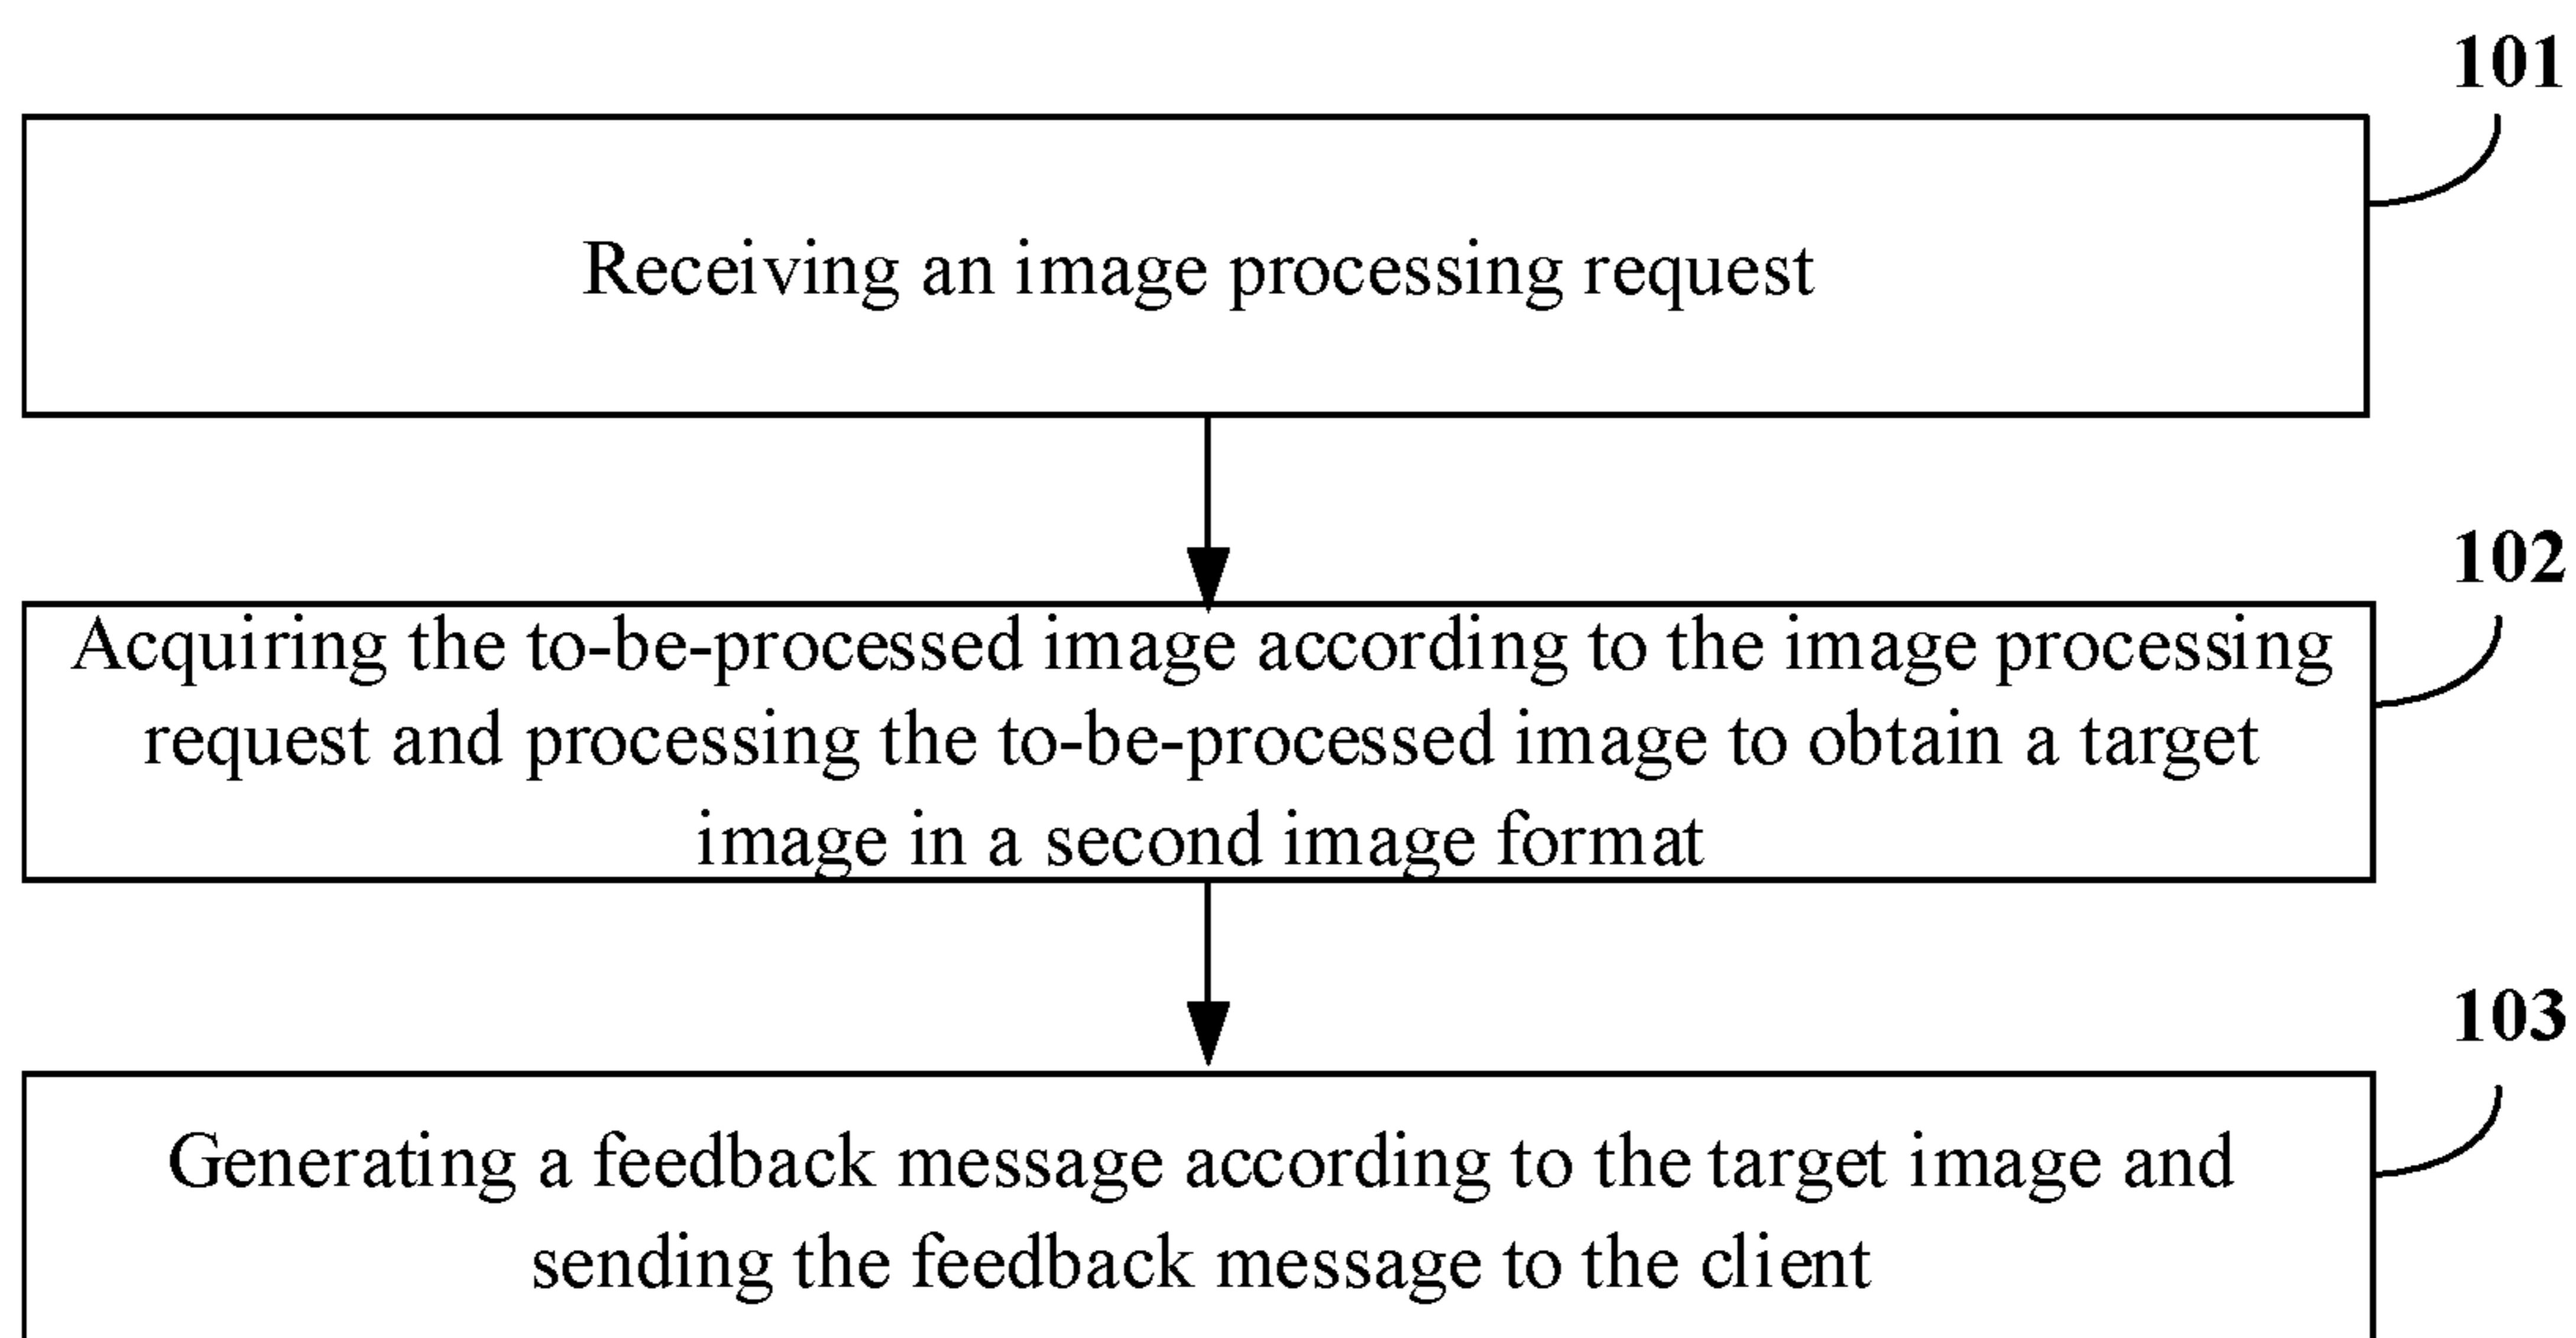 101
Receiving an image processing request
102
Acquiring the to-be-processed image according to the image processing
request and processing the to-be-processed image to obtain a target
image in a second image format
103
Generating a feedback message according to the target image and
sending the feedback message to the client